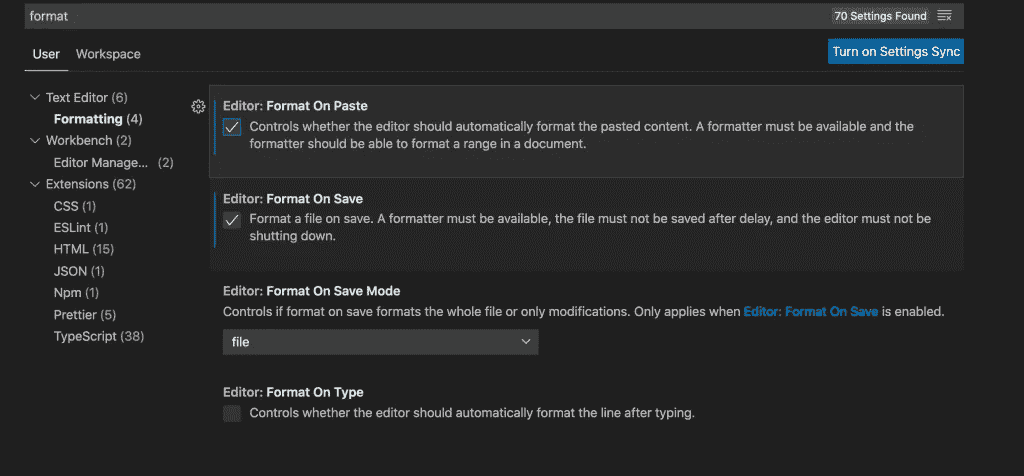 format
70 Settings Found
User Workspace
Turn on Settings Sync
Text Editor (6)
Formatting (4)
Workbench (2)
Editor Manage... (2)
Extensions (62)
CSS (1)
ESLint (1)
HTML (15)
JSON (1)
Npm (1)
Prettier (5)
TypeScript (38)
Editor: Format On Paste
Controls whether the editor should automatically format the pasted content. A formatter must be available and the
formatter should be able to format a range in a document.
Editor: Format On Save
Format a file on save. A formatter must be available, the file must not be saved after delay, and the editor must not be
shutting down.
Editor: Format On Save Mode
Controls if format on save formats the whole file or only modifications. Only applies when Editor: Format On Save is enabled.
file
Editor: Format On Type
Controls whether the editor should automatically format the line after typing.